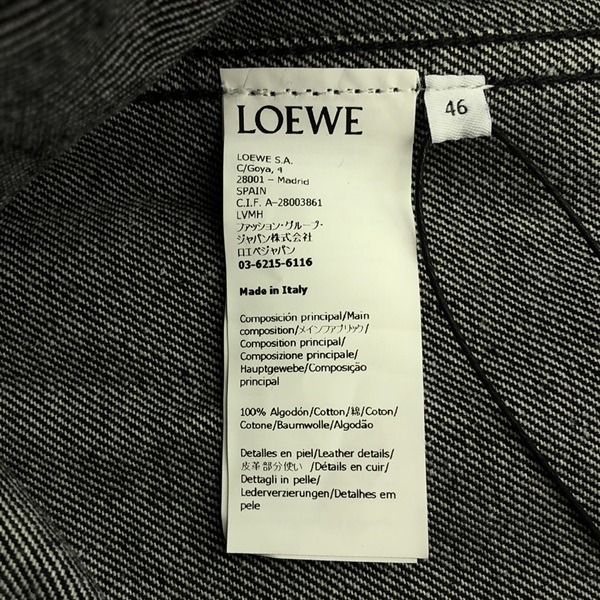 LOEWE
46
LOEWE S.A.
C/Goya, 4
28001 – Madrid
SPAIN
C.I.F. A-28003861
LVMH
ファッション・グループ・
ジャパン株式会社
ロエベジャパン
03-6215-6116
Made in Italy
Composición principal/Main
composition/メインファブリック/
Composition principal/
Composizione principale/
Hauptgewebe/Composição
principal
100% Algodón/Cotton/綿/Coton/
Cotone/Baumwolle/Algodão
Detalles en piel/Leather details/
皮革部分使い /Détails en cuir/
Dettagli in pelle/
Lederverzierungen/Detalhes em
pele